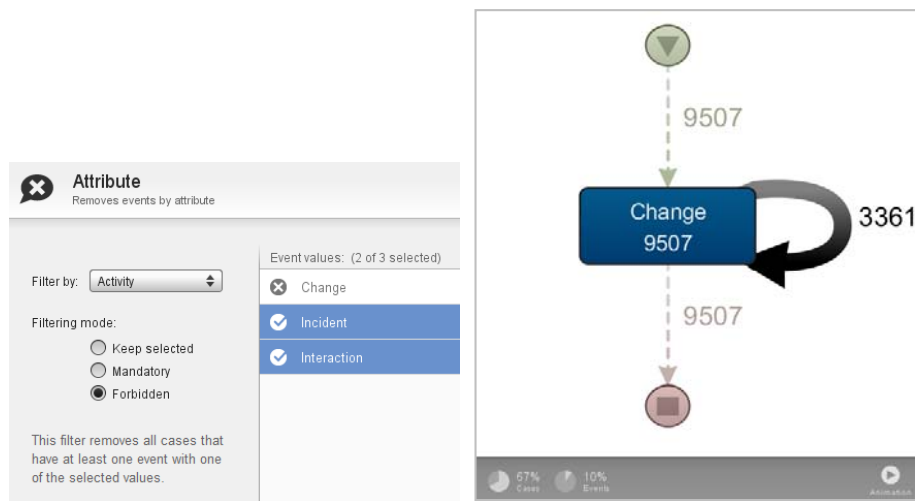 Attribute
Removes events by attribute
Filter by: Activity
Filtering mode:
Keep selected
Mandatory
Forbidden
This filter removes all cases that
have at least one event with one
of the selected values.
Event values: (2 of 3 selected)
Change
Incident
Interaction
9507
Change
9507
3361
9507
67%
Cases
10%
Events
Animation